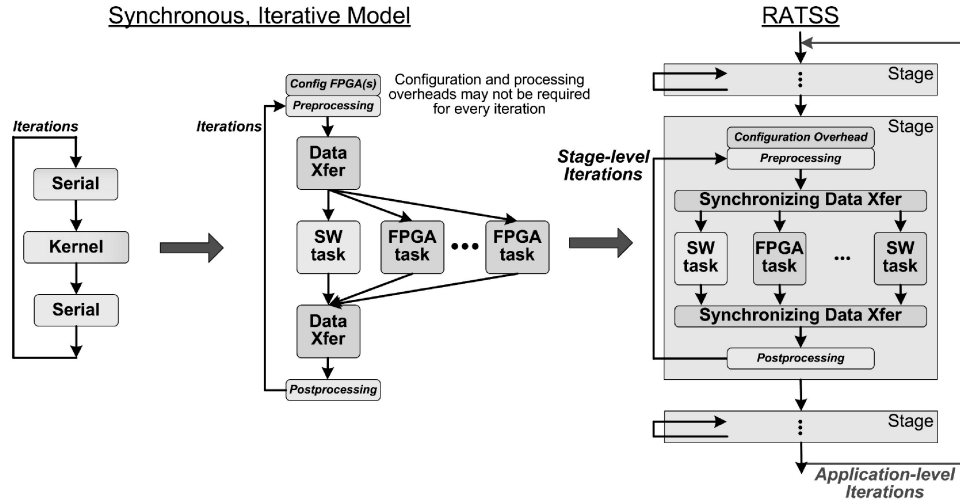 Synchronous, Iterative Model
RATSS
Iterations
Serial
Kernel
Serial
Config FPGA(s)
Preprocessing
Configuration and processing
overheads may not be required
for every iteration
Iterations
Data
Xfer
SW
task
FPGA
task
•••
FPGA
task
Data
Xfer
Postprocessing
Stage
Stage
Configuration Overhead
Preprocessing
Stage-level
Iterations
Synchronizing Data Xfer
SW
task
FPGA
task
...
SW
task
Synchronizing Data Xfer
Postprocessing
Stage
Application-level
Iterations